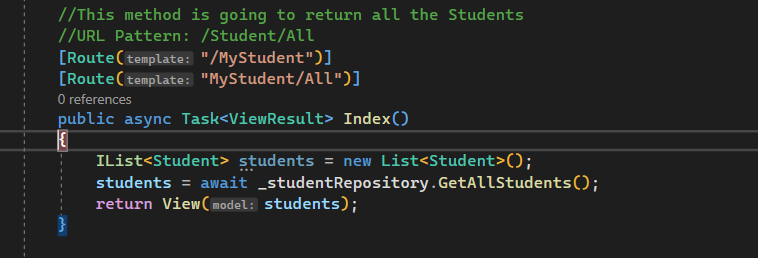 //This method is going to return all the Students
//URL Pattern: /Student/All
[Route(template: "/MyStudent")]
[Route(template: "MyStudent/All")]
0 references
public async Task<ViewResult> Index()
{
IList<Student> students = new List<Student>();
students = await _studentRepository.GetAllStudents();
return View(model: students);
}